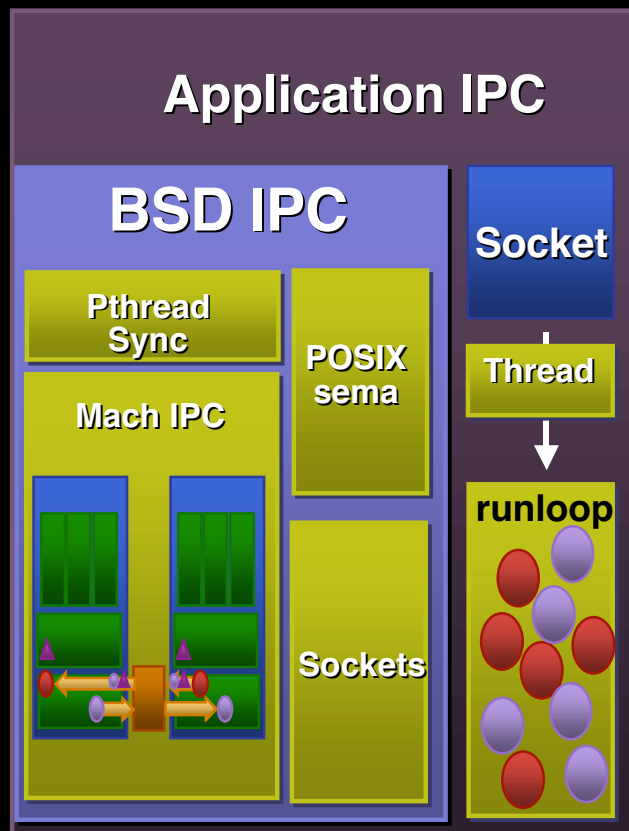 Application IPC
BSD IPC
Pthread
Sync
Mach IPC
POSIX
sema
Sockets
Socket
Thread
runloop